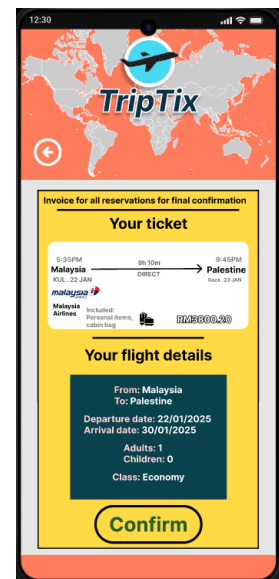 12:30
TripTix
Invoice for all reservations for final confirmation
Your ticket
5:35PM 9h 10m 9:45PM
Malaysia DIRECT Palestine
KUL . 22 JAN Gaza . 23 JAN
malaysia
Malaysia Airlines Included: Personal items, cabin bag RM3800.20
Your flight details
From: Malaysia
To: Palestine
Departure date: 22/01/2025
Arrival date: 30/01/2025
Adults: 1
Children: 0
Class: Economy
Confirm